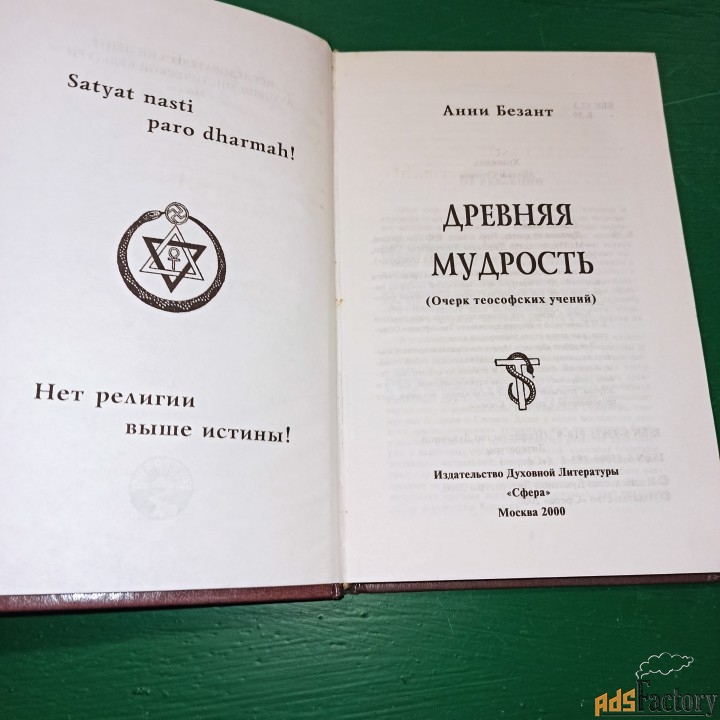 Satyat nasti
paro dharmah!
Нет религии
выше истины!
Анни Безант
ДРЕВНЯЯ
МУДРОСТЬ
(Очерк теософских учений)
Издательство Духовной Литературы
«Сфера»
Москва 2000
adsFactory